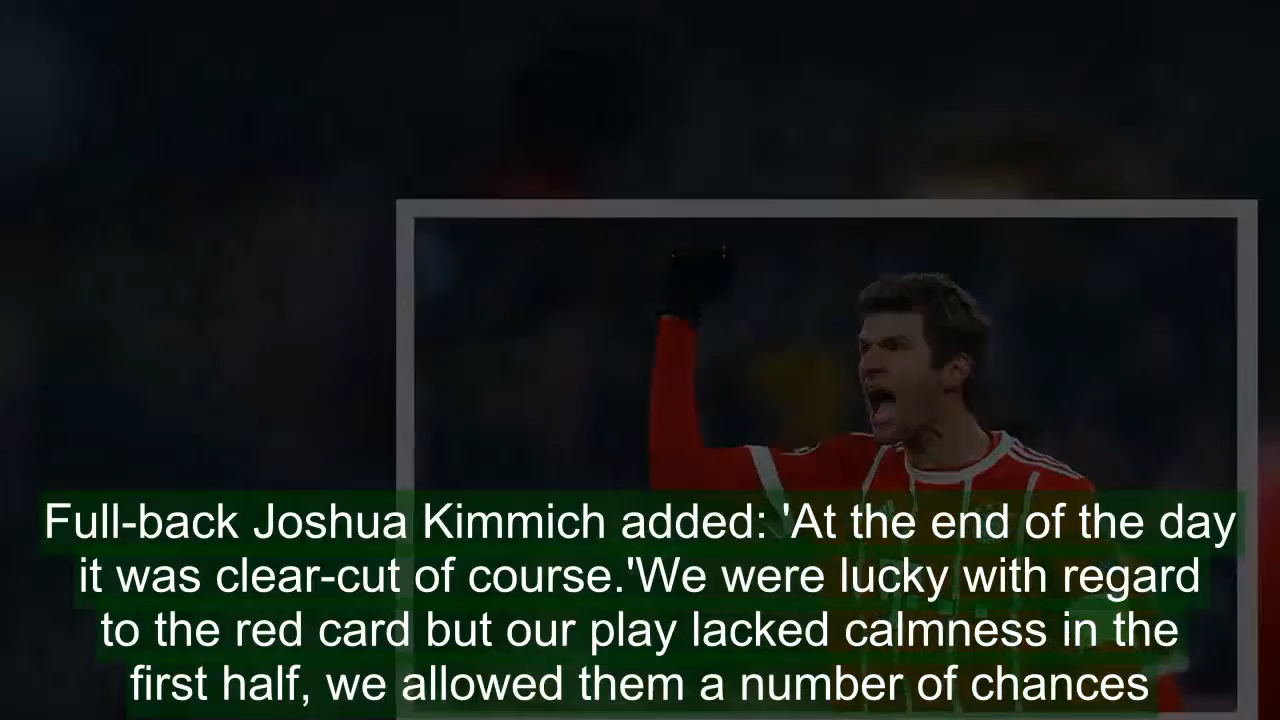 Full-back Joshua Kimmich added: 'At the end of the day
it was clear-cut of course.'We were lucky with regard
to the red card but our play lacked calmness in the
first half, we allowed them a number of chances